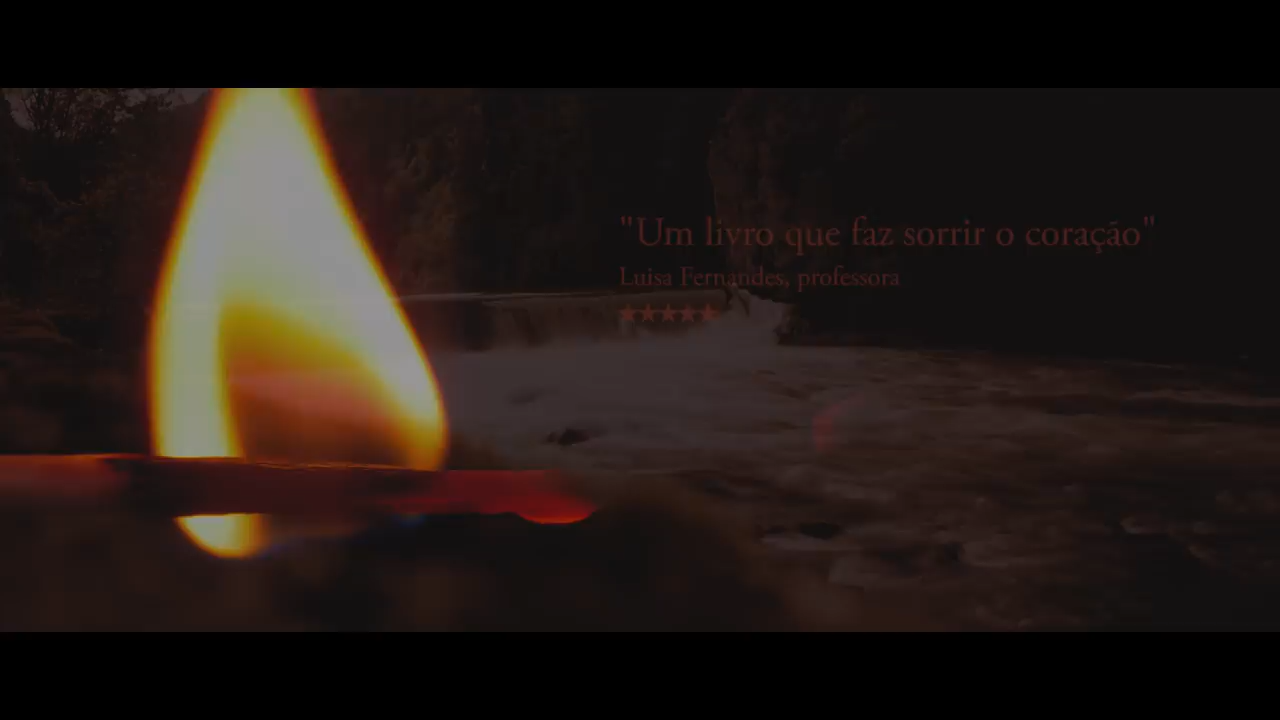 "Um livro que faz sorrir o coração"
Luisa Fernandes, professora
★★★★★